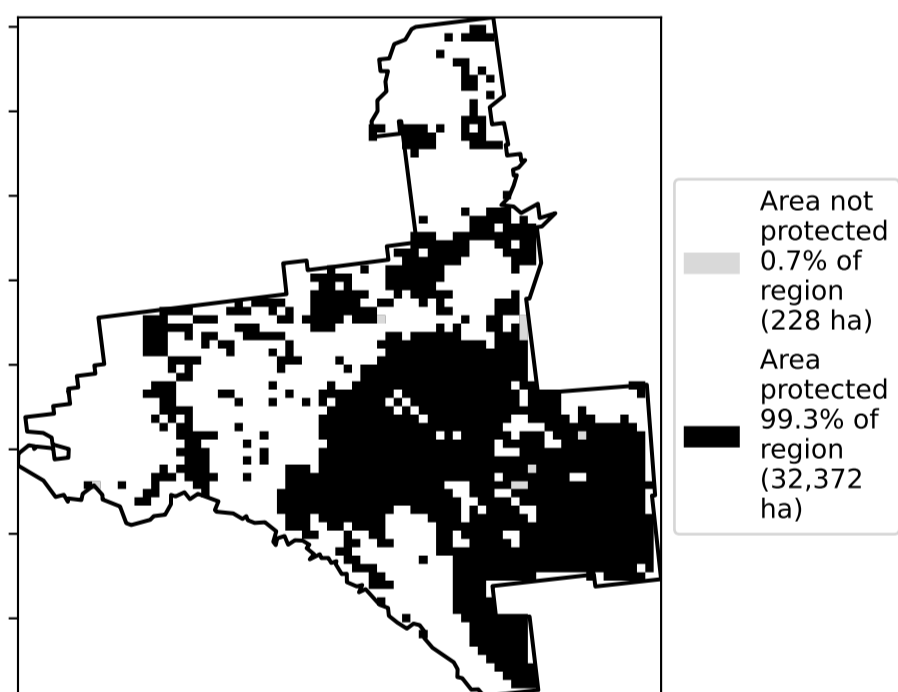 Area not
protected
0.7% of
region
(228 ha)
Area
protected
99.3% of
region
(32,372
ha)